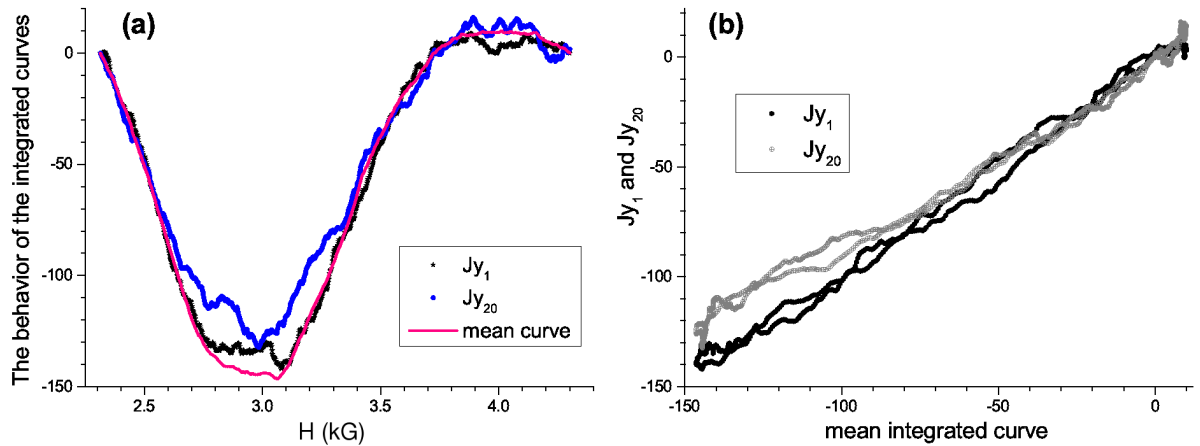 (a)
The behavior of the integrated curves
0
-50
-100
-150
2.5 3.0 3.5 4.0
H (kG)
Jy1
Jy20
mean curve
(b)
Jy1 and Jy20
0
-50
-100
-150
-150 -100 -50 0
mean integrated curve
Jy1
Jy20